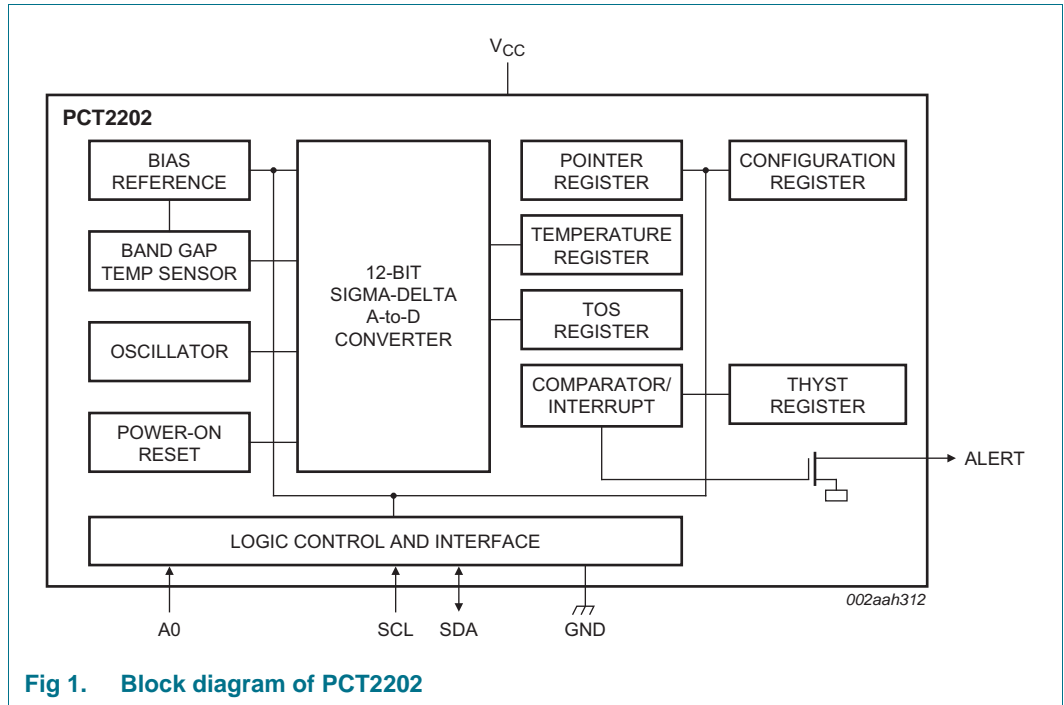 VCC
PCT2202
BIAS
REFERENCE
BAND GAP
TEMP SENSOR
OSCILLATOR
POWER-ON
RESET
12-BIT
SIGMA-DELTA
A-to-D
CONVERTER
POINTER
REGISTER
CONFIGURATION
REGISTER
TEMPERATURE
REGISTER
TOS
REGISTER
COMPARATOR/
INTERRUPT
THYST
REGISTER
ALERT
LOGIC CONTROL AND INTERFACE
002aah312
A0
SCL
SDA
GND
Fig 1. Block diagram of PCT2202